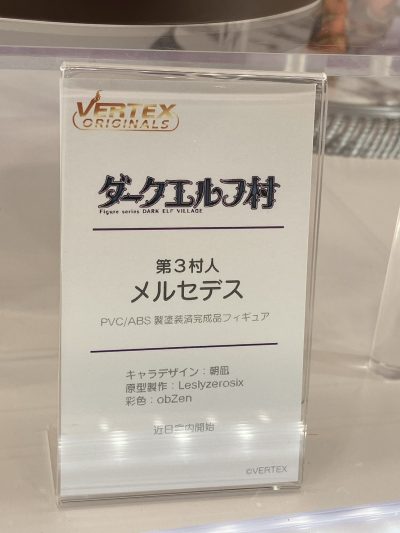 VERTEX
ORIGINALS
ダークエルフ村
Figure series DARK ELF VILLAGE
第3村人
メルセデス
PVC/ABS 製塗装済完成品フィギュア
キャラデザイン：朝凪
原型製作：Leslyzerosix
彩色：obZen
近日案内開始
©VERTEX